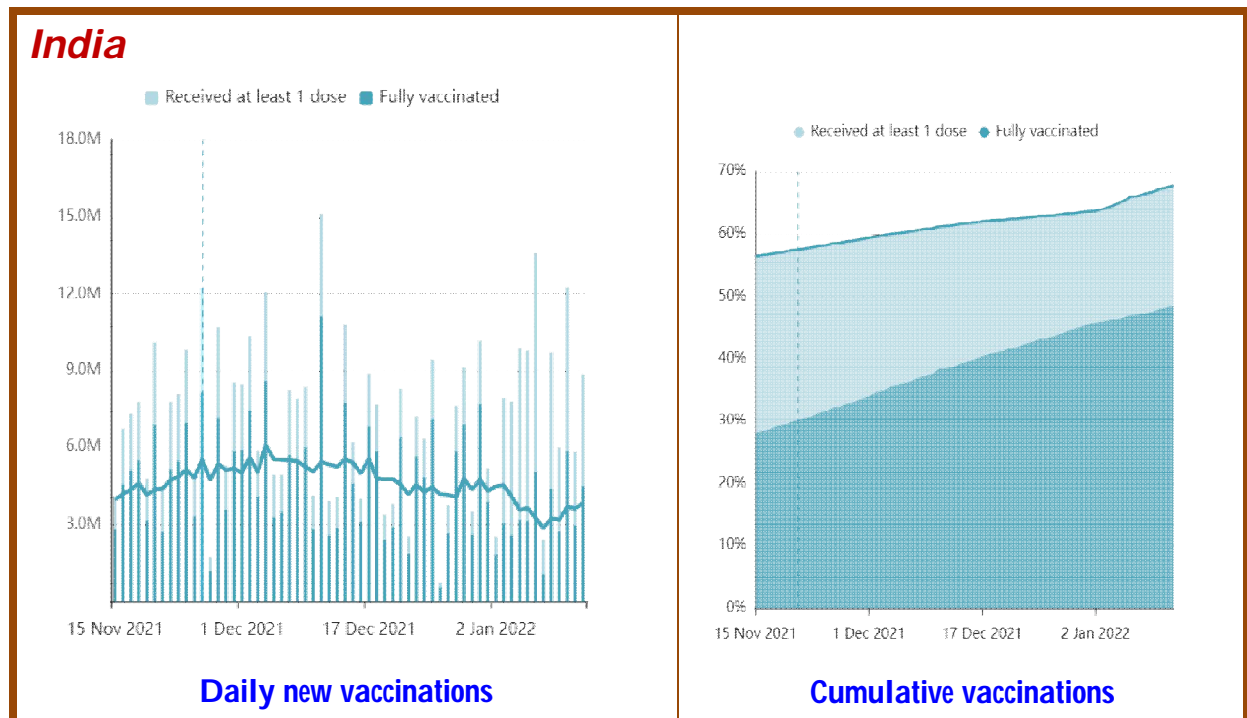 India
Received at least 1 dose Fully vaccinated
18.0M
15.0M
12.0M
9.0M
6.0M
3.0M
15 Nov 2021 1 Dec 2021 17 Dec 2021 2 Jan 2022
Daily new vaccinations
Received at least 1 dose Fully vaccinated
70%
60%
50%
40%
30%
20%
10%
0%
15 Nov 2021 1 Dec 2021 17 Dec 2021 2 Jan 2022
Cumulative vaccinations